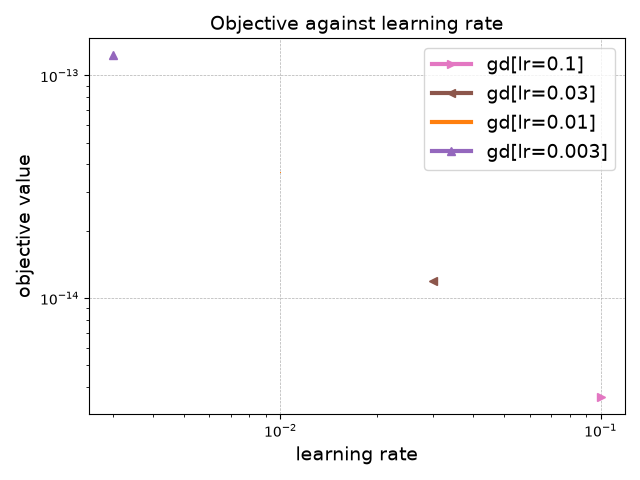 Objective against learning rate
gd[lr=0.1]
gd[lr=0.03]
gd[lr=0.01]
gd[lr=0.003]
objective value
10⁻¹³
10⁻¹⁴
10⁻²
10⁻¹
learning rate